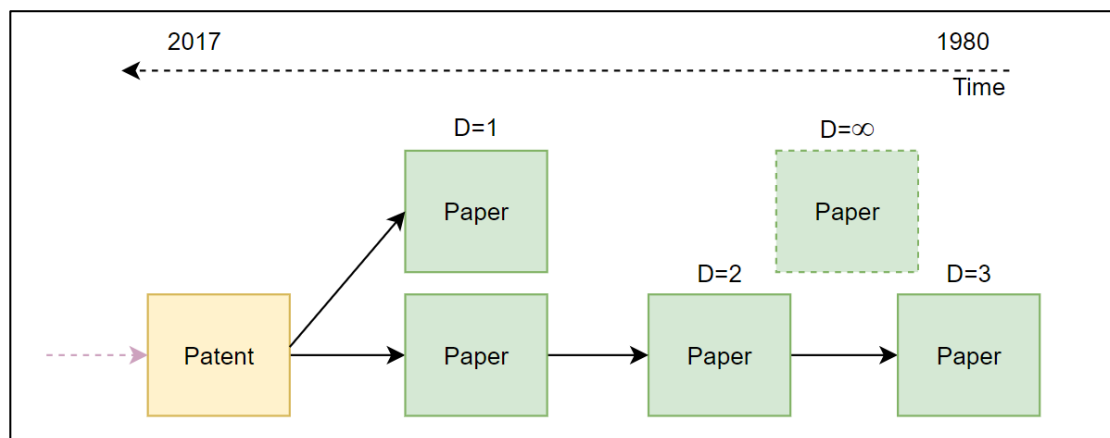 2017
1980
Time
D=1
D=∞
Paper
Paper
D=2
D=3
Patent
Paper
Paper
Paper